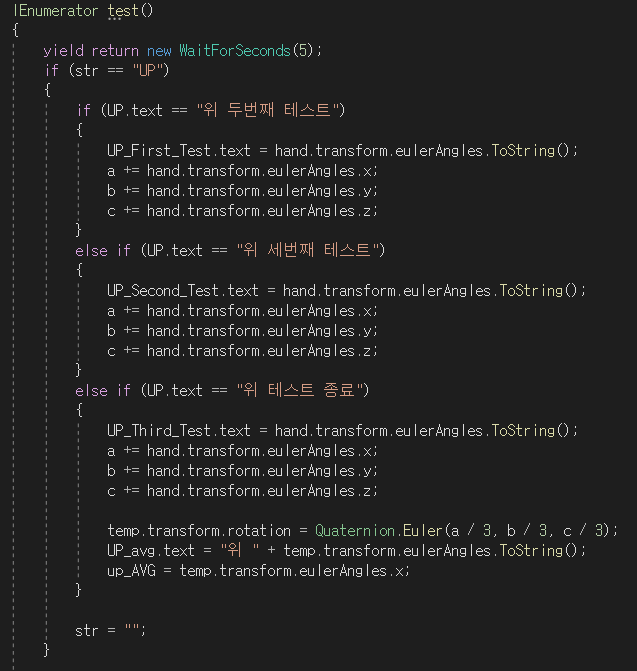 IEnumerator test()
{
yield return new WaitForSeconds(5);
if (str == "UP")
{
if (UP.text == "위 두번째 테스트")
{
UP_First_Test.text = hand.transform.eulerAngles.ToString();
a += hand.transform.eulerAngles.x;
b += hand.transform.eulerAngles.y;
c += hand.transform.eulerAngles.z;
}
else if (UP.text == "위 세번째 테스트")
{
UP_Second_Test.text = hand.transform.eulerAngles.ToString();
a += hand.transform.eulerAngles.x;
b += hand.transform.eulerAngles.y;
c += hand.transform.eulerAngles.z;
}
else if (UP.text == "위 테스트 종료")
{
UP_Third_Test.text = hand.transform.eulerAngles.ToString();
a += hand.transform.eulerAngles.x;
b += hand.transform.eulerAngles.y;
c += hand.transform.eulerAngles.z;
temp.transform.rotation = Quaternion.Euler(a / 3, b / 3, c / 3);
UP_avg.text = "위 " + temp.transform.eulerAngles.ToString();
up_AVG = temp.transform.eulerAngles.x;
}
str = "";
}